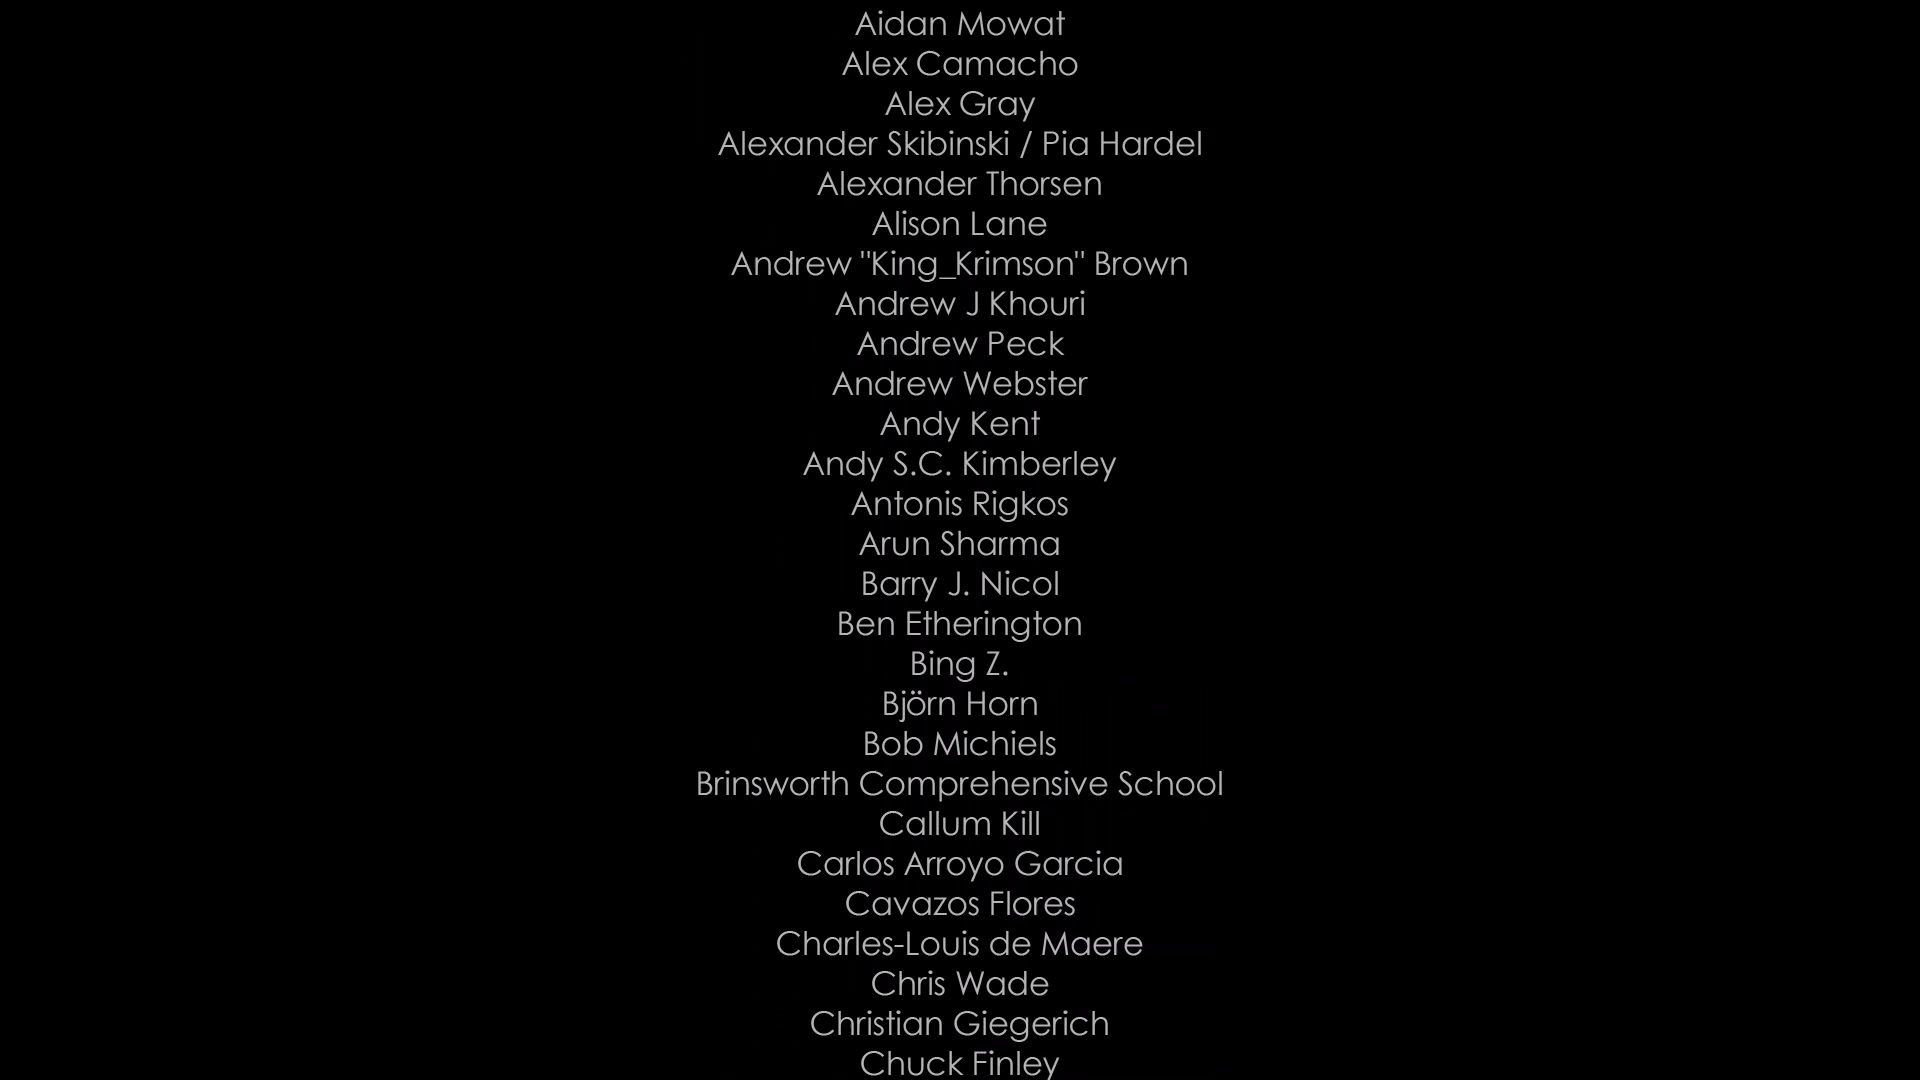 Aidan Mowat
Alex Camacho
Alex Gray
Alexander Skibinski / Pia Hardel
Alexander Thorsen
Alison Lane
Andrew "King_Krimson" Brown
Andrew J Khouri
Andrew Peck
Andrew Webster
Andy Kent
Andy S.C. Kimberley
Antonis Rigkos
Arun Sharma
Barry J. Nicol
Ben Etherington
Bing Z.
Björn Horn
Bob Michiels
Brinsworth Comprehensive School
Callum Kill
Carlos Arroyo Garcia
Cavazos Flores
Charles-Louis de Maere
Chris Wade
Christian Giegerich
Chuck Finley